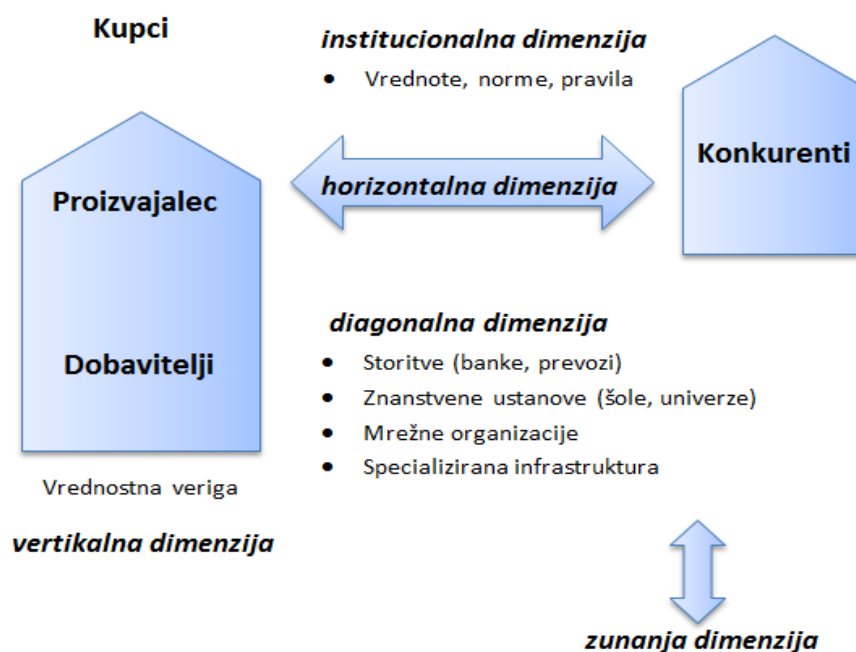 Kupci
institucionalna dimenzija
• Vrednote, norme, pravila
Konkurenti
horizontalna dimenzija
Proizvajalec
diagonalna dimenzija
Dobavitelji
• Storitve (banke, prevozi)
• Znanstvene ustanove (šole, univerze)
• Mrežne organizacije
• Specializirana infrastruktura
Vrednostna veriga
vertikalna dimenzija
zunanja dimenzija